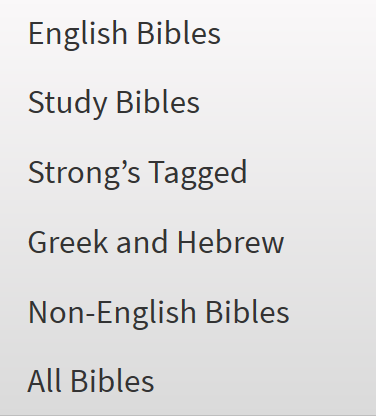 English Bibles
Study Bibles
Strong’s Tagged
Greek and Hebrew
Non-English Bibles
All Bibles